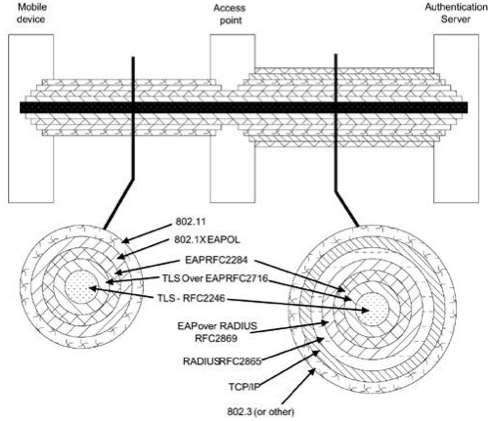 Mobile device
Access point
Authentication Server
802.11
802.1X EAPOL
EAPRFC2284
TLS Over EAPRFC2716
TLS - RFC2246
EAPover RADIUS
RFC2869
RADIUSRFC2865
TCP/IP
802.3 (or other)